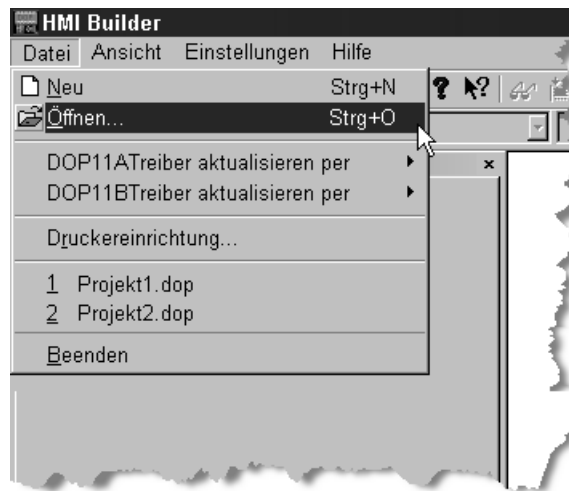 HMI Builder
Datei Ansicht Einstellungen Hilfe
Neu Strg+N
Öffnen... Strg+O
DOP11ATreiber aktualisieren per
DOP11BTreiber aktualisieren per
Druckereinrichtung...
1 Projekt1.dop
2 Projekt2.dop
Beenden